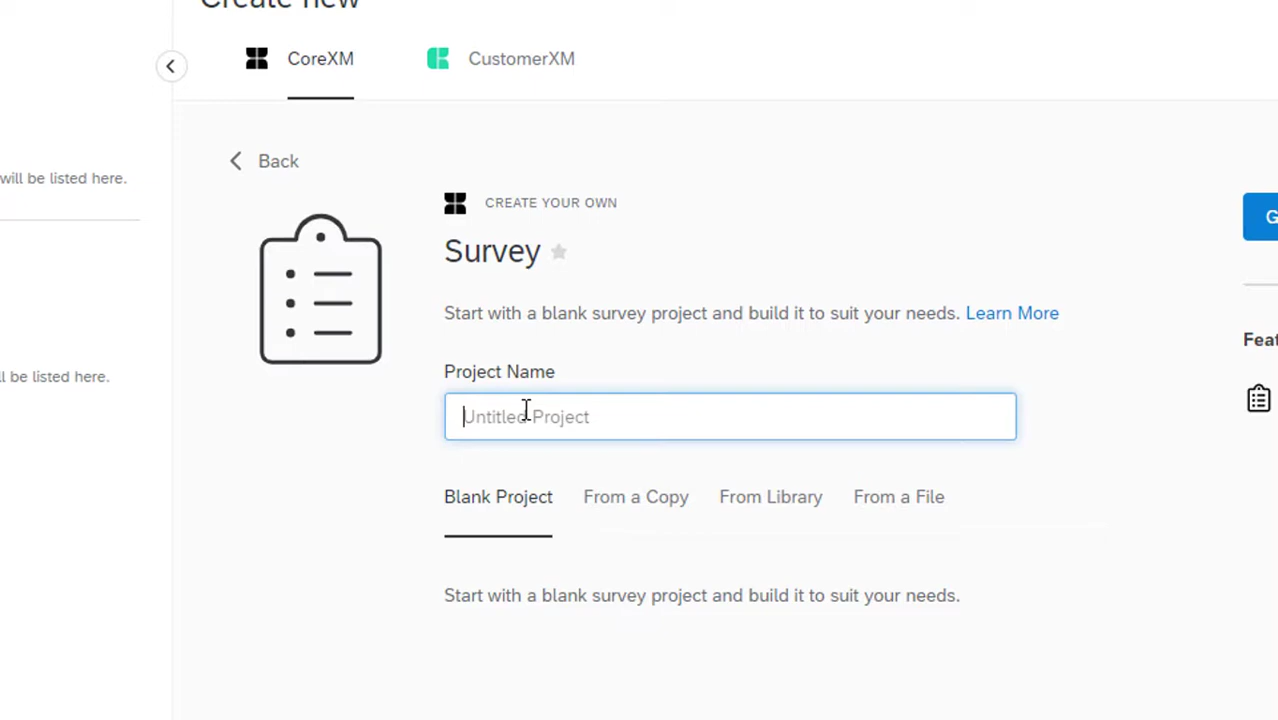 Create new
CoreXM
CustomerXM
Back
will be listed here.
CREATE YOUR OWN
Survey
Start with a blank survey project and build it to suit your needs. Learn More
Project Name
Untitled Project
ll be listed here.
Blank Project
From a Copy
From Library
From a File
Start with a blank survey project and build it to suit your needs.
G
Feat